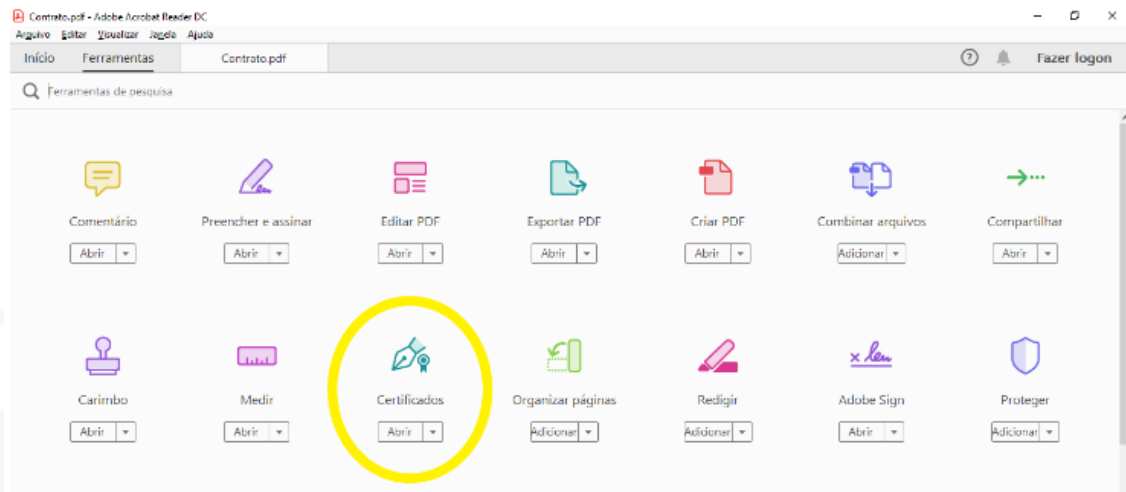 Contrato.pdf - Adobe Acrobat Reader DC
Arquivo Editar Visualizar Janela Ajuda
Início Ferramentas Contrato.pdf Fazer logon
Ferramentas de pesquisa
Comentário Preencher e assinar Editar PDF Exportar PDF Criar PDF Combinar arquivos Compartilhar
Abrir Abrir Abrir Abrir Abrir Adicionar Abrir
Carimbo Medir Certificados Organizar páginas Redigir Adobe Sign Proteger
Abrir Abrir Abrir Adicionar Adicionar Abrir Adicionar